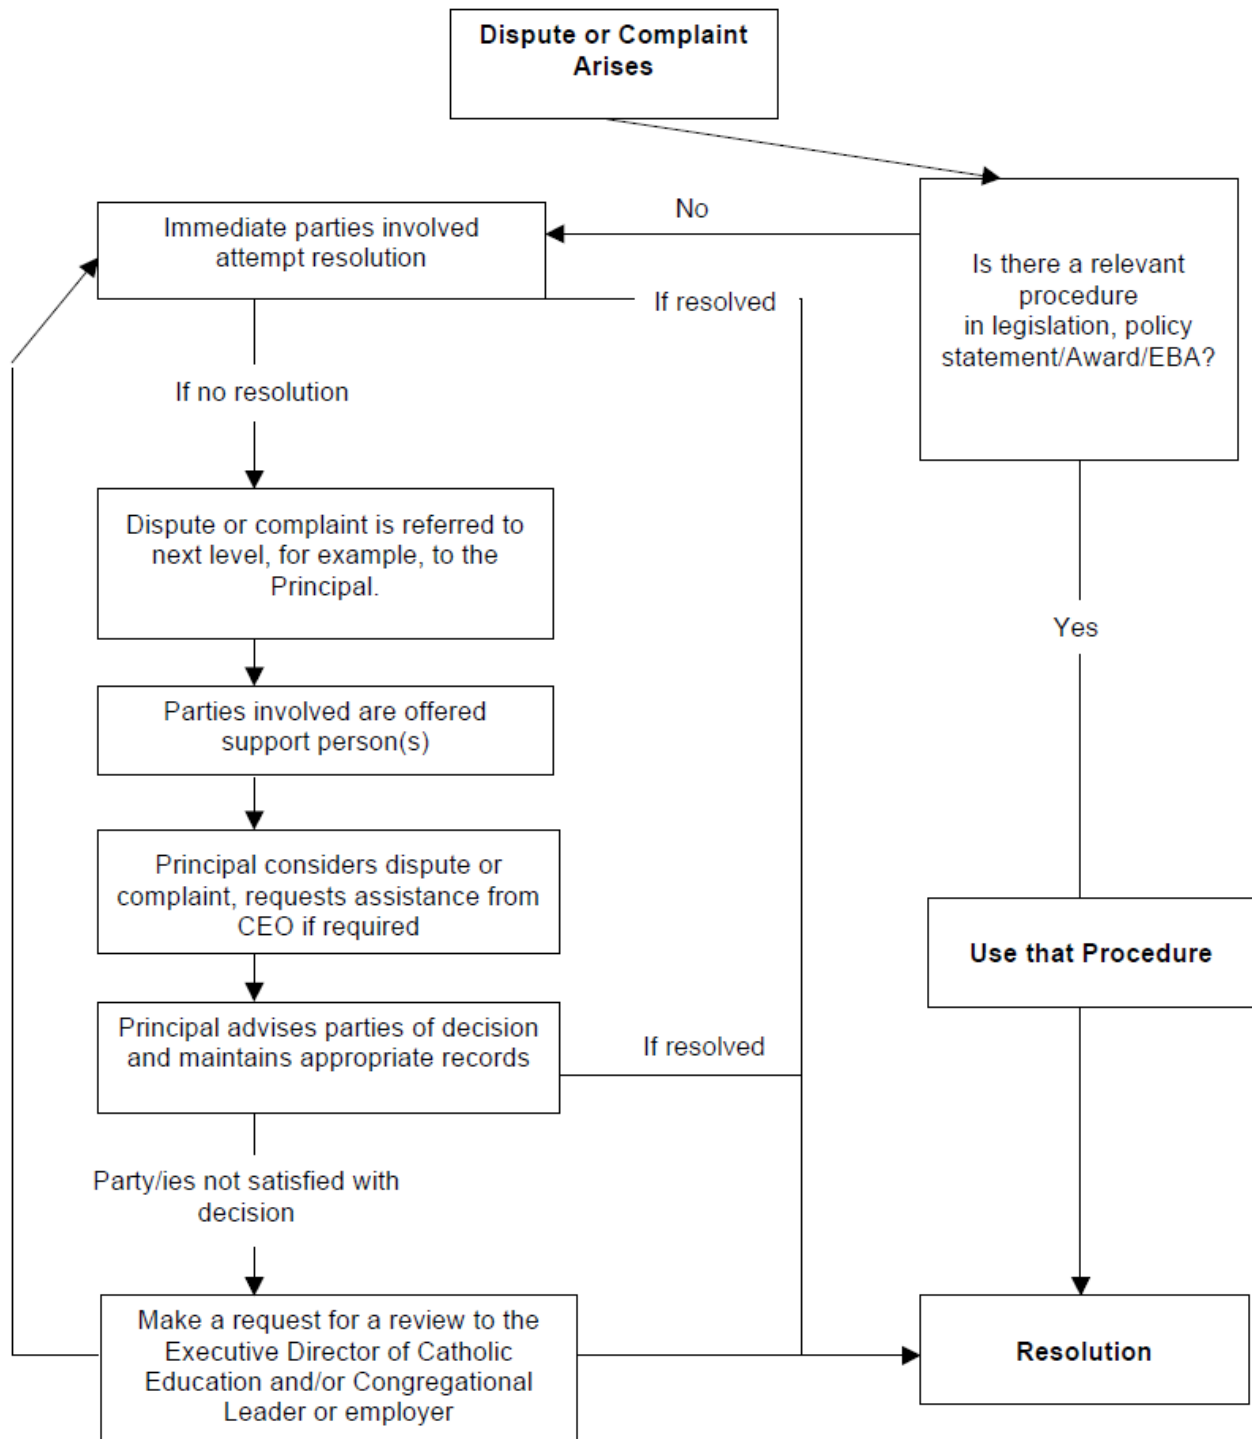 Dispute or Complaint
Arises
No
Immediate parties involved
attempt resolution
Is there a relevant
procedure
in legislation, policy
statement/Award/EBA?
If resolved
If no resolution
Dispute or complaint is referred to
next level, for example, to the
Principal.
Yes
Parties involved are offered
support person(s)
Principal considers dispute or
complaint, requests assistance from
CEO if required
Use that Procedure
Principal advises parties of decision
and maintains appropriate records
If resolved
Party/ies not satisfied with
decision
Make a request for a review to the
Executive Director of Catholic
Education and/or Congregational
Leader or employer
Resolution